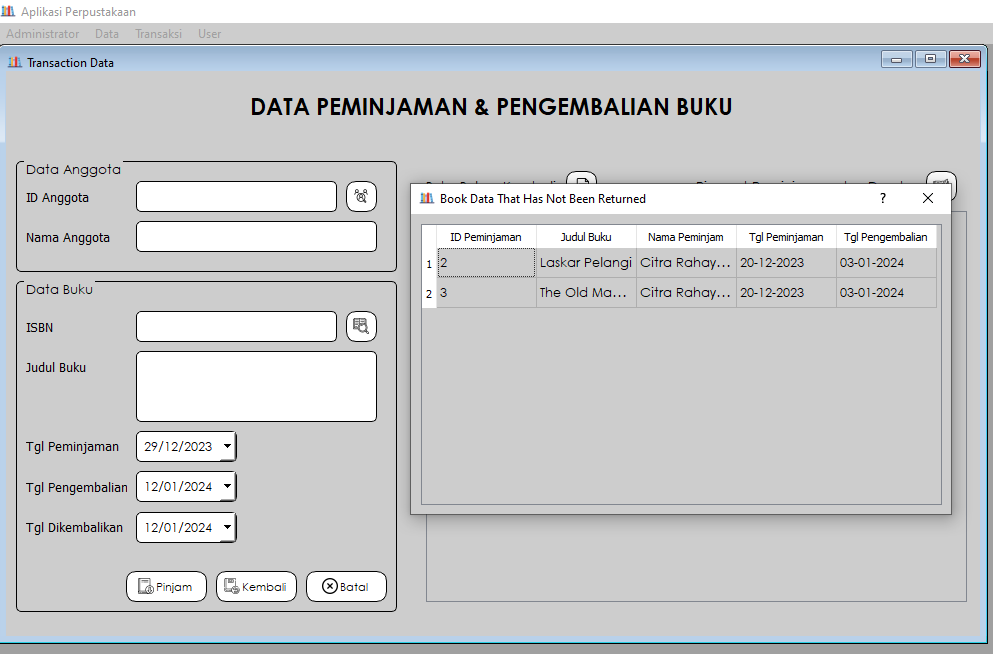 Aplikasi Perpustakaan
Administrator Data Transaksi User
Transaction Data
DATA PEMINJAMAN & PENGEMBALIAN BUKU
Data Anggota
ID Anggota
Nama Anggota
Data Buku
ISBN
Judul Buku
Tgl Peminjaman 29/12/2023
Tgl Pengembalian 12/01/2024
Tgl Dikembalikan 12/01/2024
Pinjam Kembali Batal
Book Data That Has Not Been Returned ?
ID Peminjaman Judul Buku Nama Peminjam Tgl Peminjaman Tgl Pengembalian
1 2 Laskar Pelangi Citra Rahay... 20-12-2023 03-01-2024
2 3 The Old Ma... Citra Rahay... 20-12-2023 03-01-2024